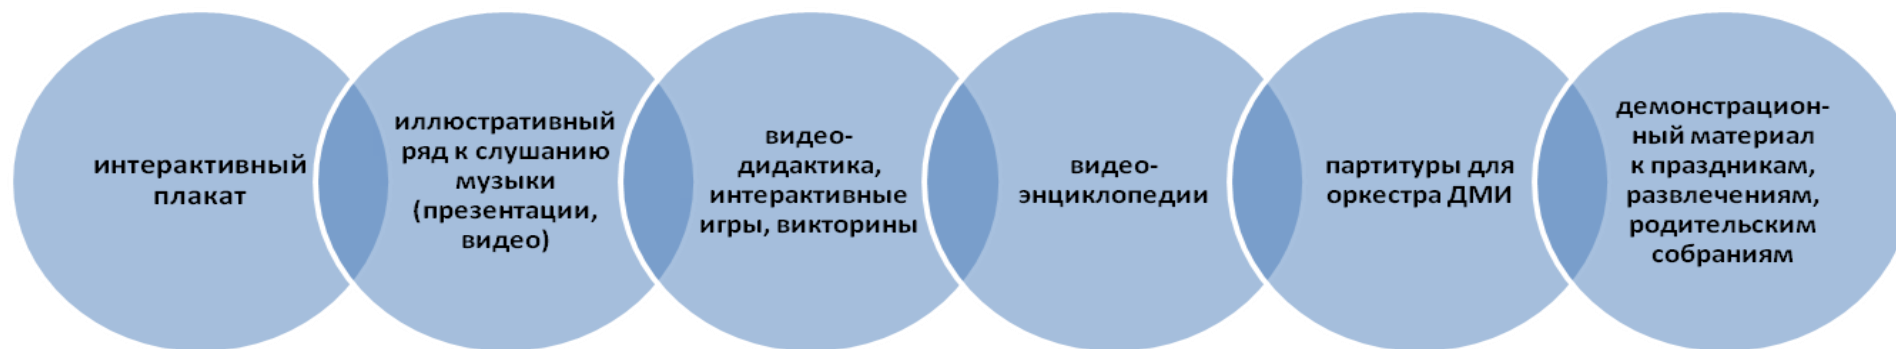 интерактивный
плакат
иллюстративный
ряд к слушанию
музыки
(презентации,
видео)
видео-
дидактика,
интерактивные
игры, викторины
видео-
энциклопедии
партитуры для
оркестра ДМИ
демонстрацион-
ный материал
к праздникам,
развлечениям,
родительским
собраниям